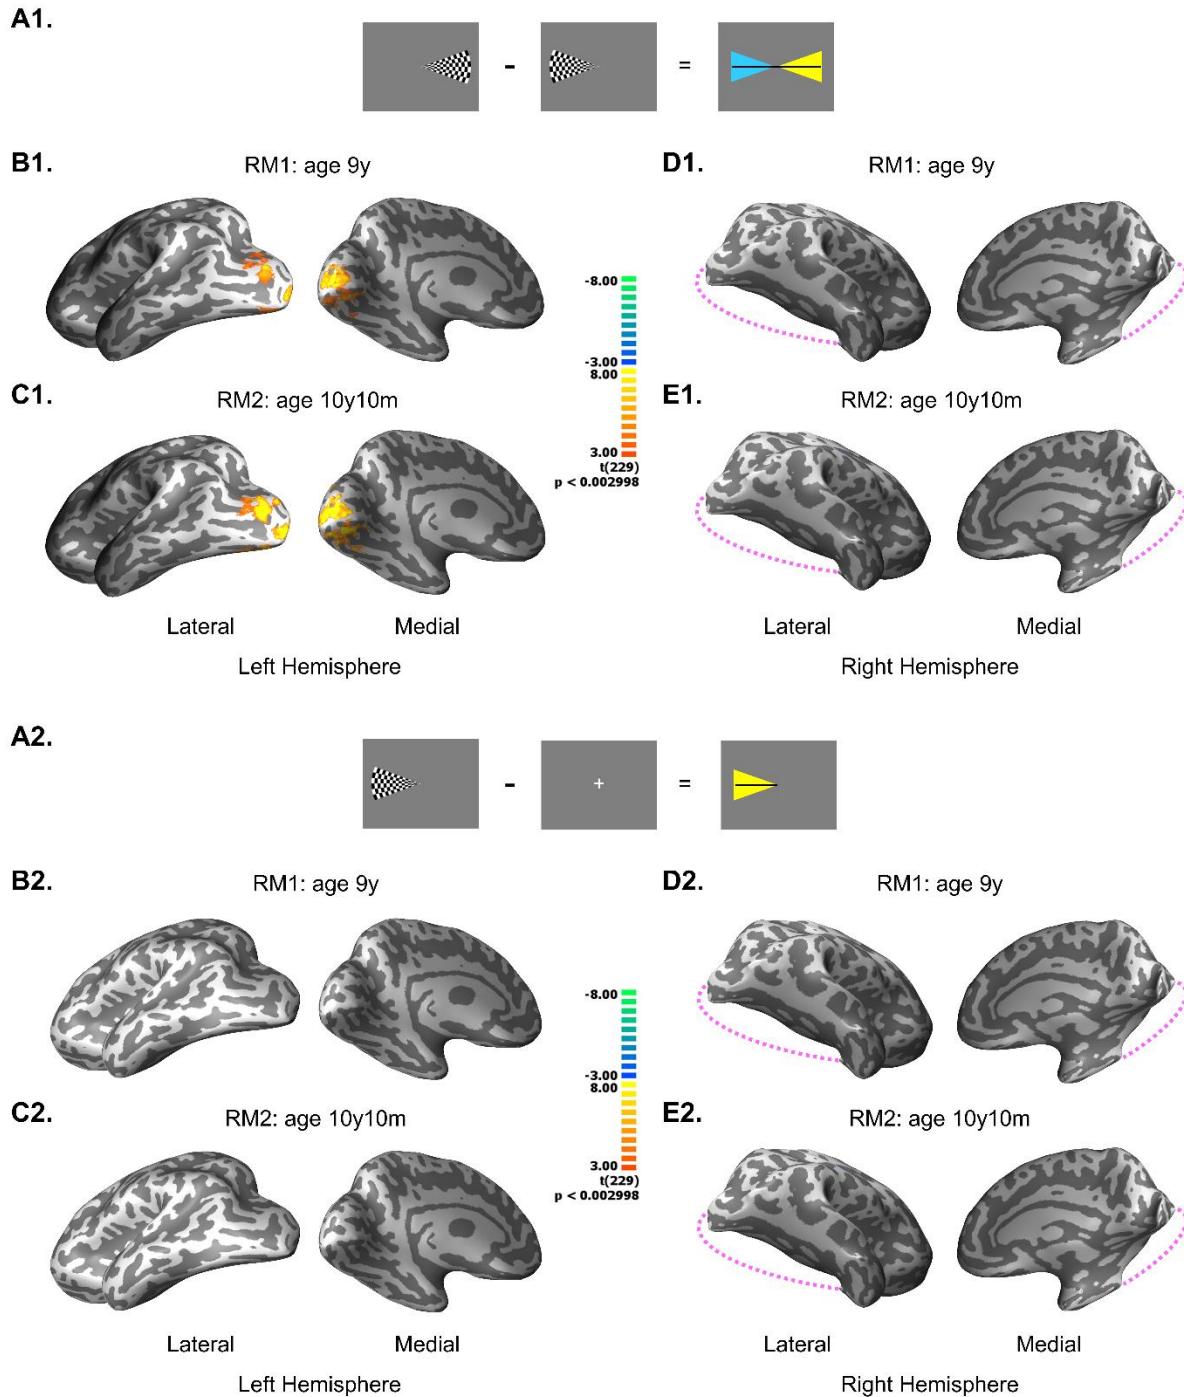 A1.
-
=
B1.
RM1: age 9y
D1.
RM1: age 9y
-8.00
-3.00
8.00
C1.
RM2: age 10y10m
E1.
RM2: age 10y10m
3.00
t(229)
p < 0.002998
Lateral
Medial
Lateral
Medial
Left Hemisphere
Right Hemisphere
A2.
-
+
=
B2.
RM1: age 9y
D2.
RM1: age 9y
-8.00
-3.00
8.00
C2.
RM2: age 10y10m
E2.
RM2: age 10y10m
3.00
t(229)
p < 0.002998
Lateral
Medial
Lateral
Medial
Left Hemisphere
Right Hemisphere